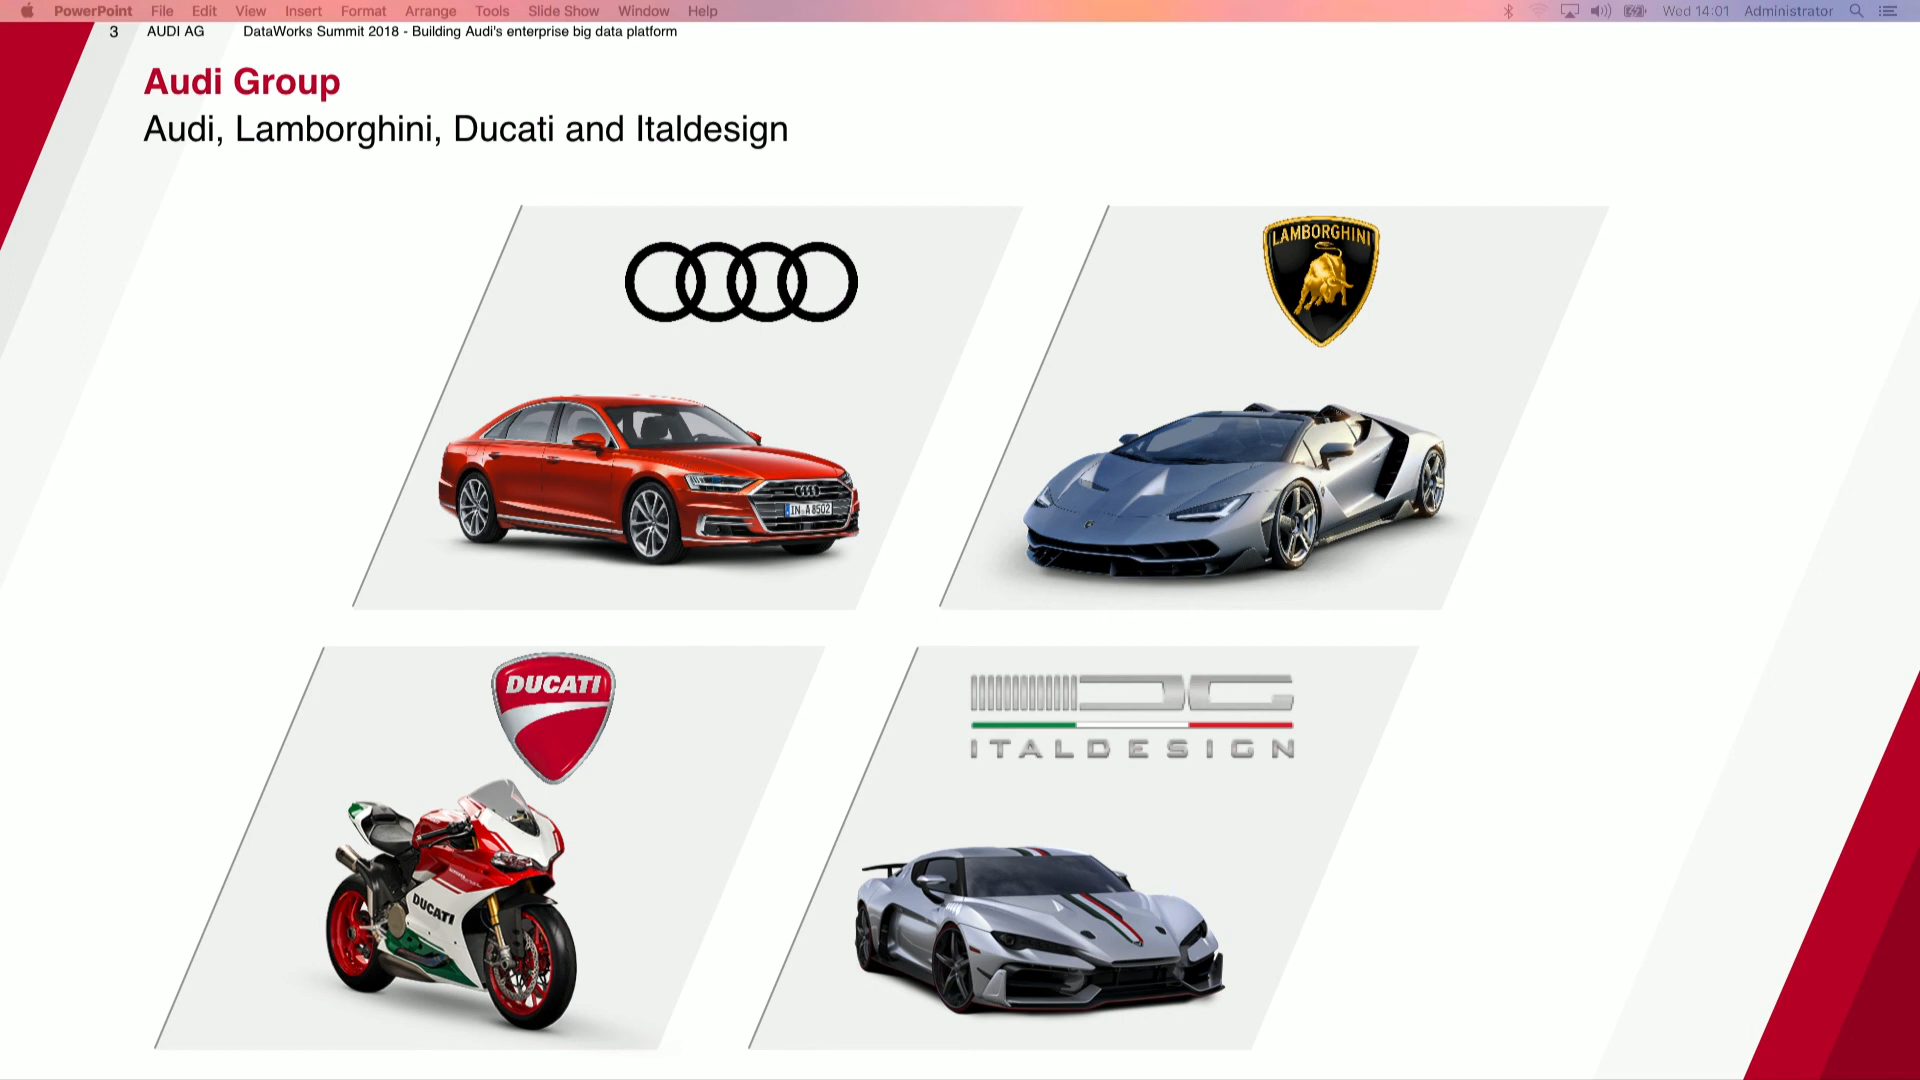 PowerPoint File Edit View Insert Format Arrange Tools Slide Show Window Help Wed 14:01 Administrator
3 AUDI AG DataWorks Summit 2018 - Building Audi's enterprise big data platform
Audi Group
Audi, Lamborghini, Ducati and Italdesign
LAMBORGHINI
IN A 8502
DUCATI
DG
ITALDESIGN
DUCATI